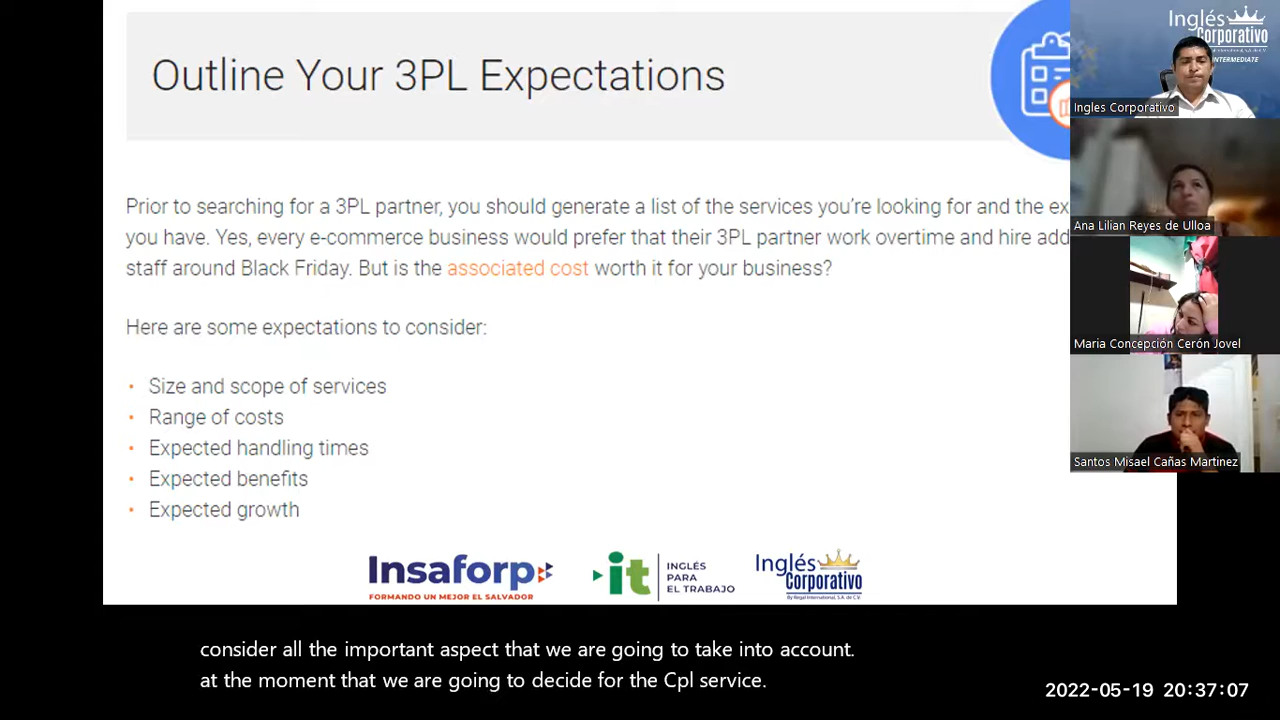 Outline Your 3PL Expectations
Prior to searching for a 3PL partner, you should generate a list of the services you're looking for and the ex
you have. Yes, every e-commerce business would prefer that their 3PL partner work overtime and hire add
staff around Black Friday. But is the associated cost worth it for your business?
Here are some expectations to consider:
• Size and scope of services
• Range of costs
• Expected handling times
• Expected benefits
• Expected growth
Insaforp
FORMANDO UN MEJOR EL SALVADOR
it
INGLÉS
PARA
EL TRABAJO
Inglés
Corporativo
By Regal International, S.A. de C.V.
Inglés
Corporativo
INTERMEDIATE
Ingles Corporativo
Ana Lilian Reyes de Ulloa
Maria Concepción Cerón Jovel
Santos Misael Cañas Martinez
consider all the important aspect that we are going to take into account.
at the moment that we are going to decide for the Cpl service.
2022-05-19 20:37:07